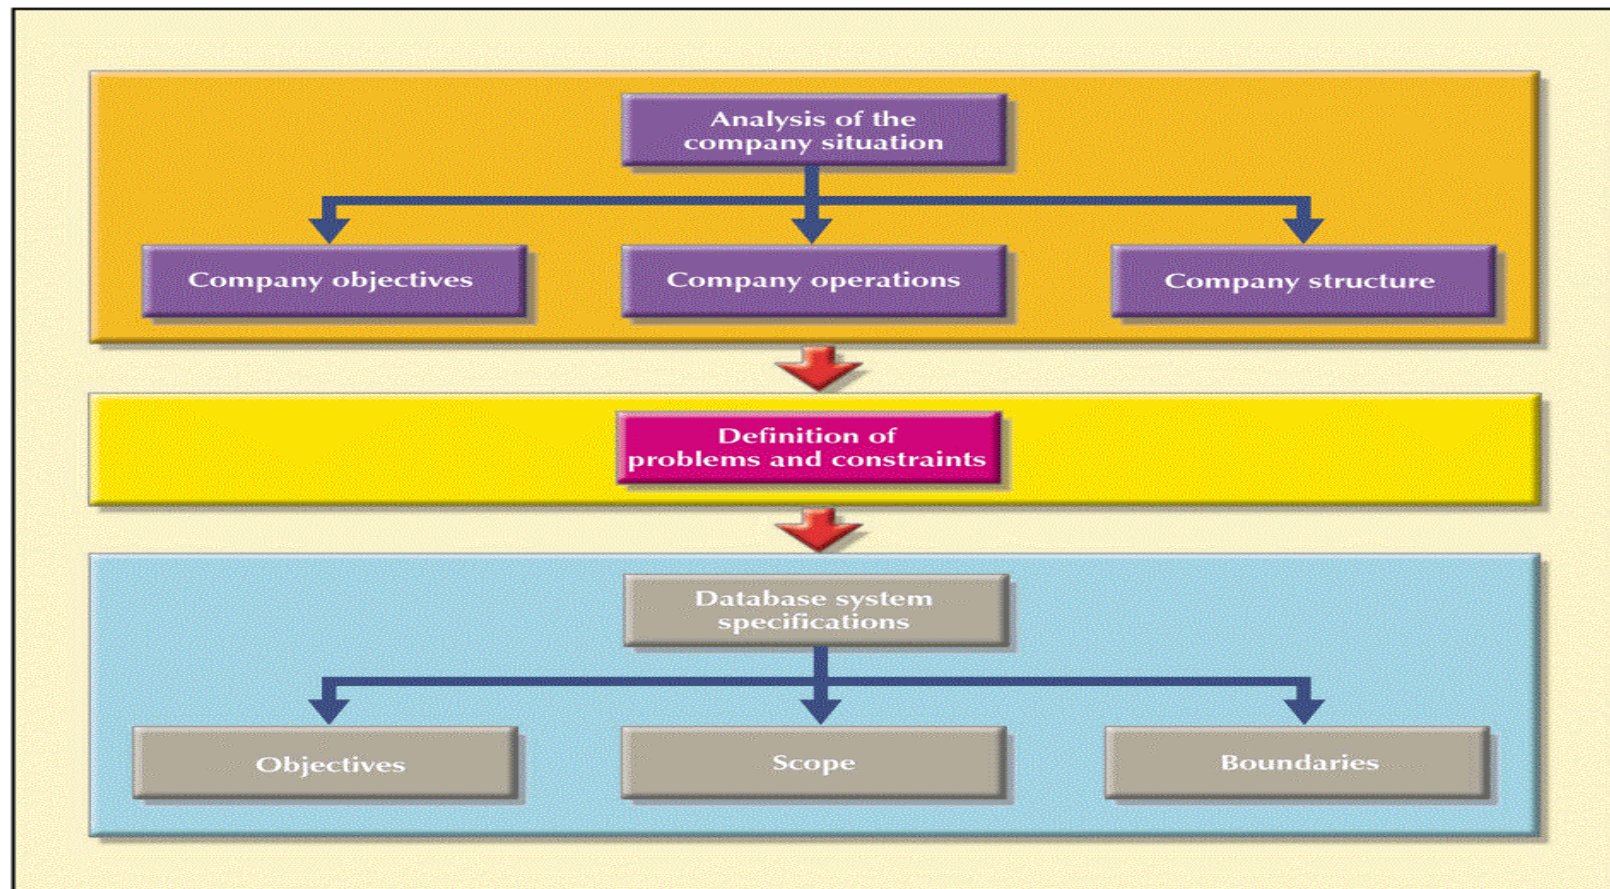 Analysis of the
company situation
Company objectives
Company operations
Company structure
Definition of
problems and constraints
Database system
specifications
Objectives
Scope
Boundaries